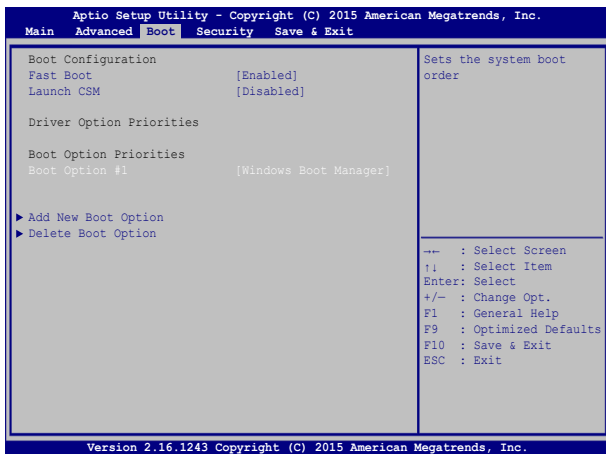 Aptio Setup Utility - Copyright (C) 2015 American Megatrends, Inc.
Main Advanced Boot Security Save & Exit
Boot Configuration
Fast Boot [Enabled]
Launch CSM [Disabled]
Driver Option Priorities
Boot Option Priorities
Boot Option #1 [Windows Boot Manager]
▶ Add New Boot Option
▶ Delete Boot Option
Sets the system boot
order
→← : Select Screen
↑↓ : Select Item
Enter: Select
+/— : Change Opt.
F1 : General Help
F9 : Optimized Defaults
F10 : Save & Exit
ESC : Exit
Version 2.16.1243 Copyright (C) 2015 American Megatrends, Inc.